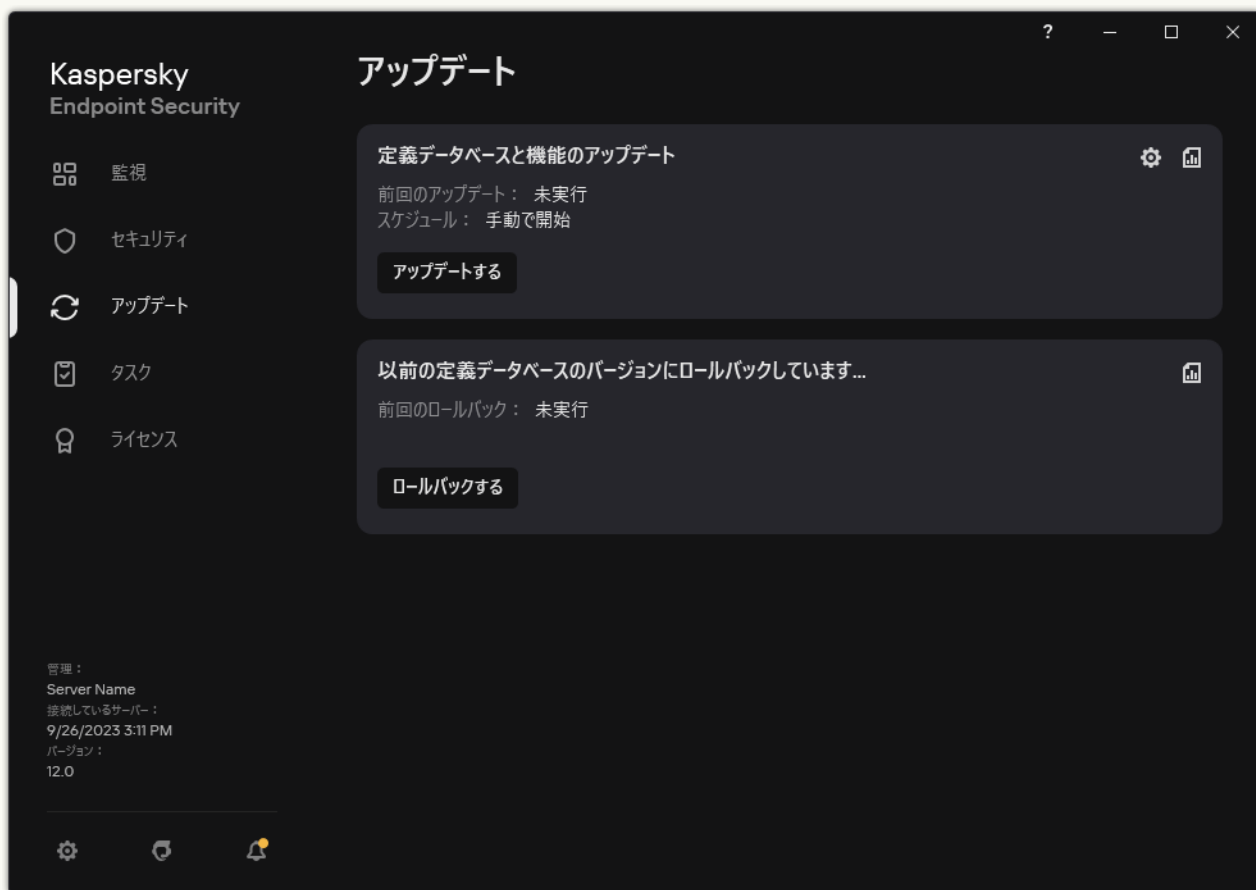 ?
Kaspersky
Endpoint Security
監視
セキュリティ
アップデート
タスク
ライセンス
管理：
Server Name
接続しているサーバー：
9/26/2023 3:11 PM
バージョン：
12.0
アップデート
定義データベースと機能のアップデート
前回のアップデート： 未実行
スケジュール： 手動で開始
アップデートする
以前の定義データベースのバージョンにロールバックしています...
前回のロールバック： 未実行
ロールバックする